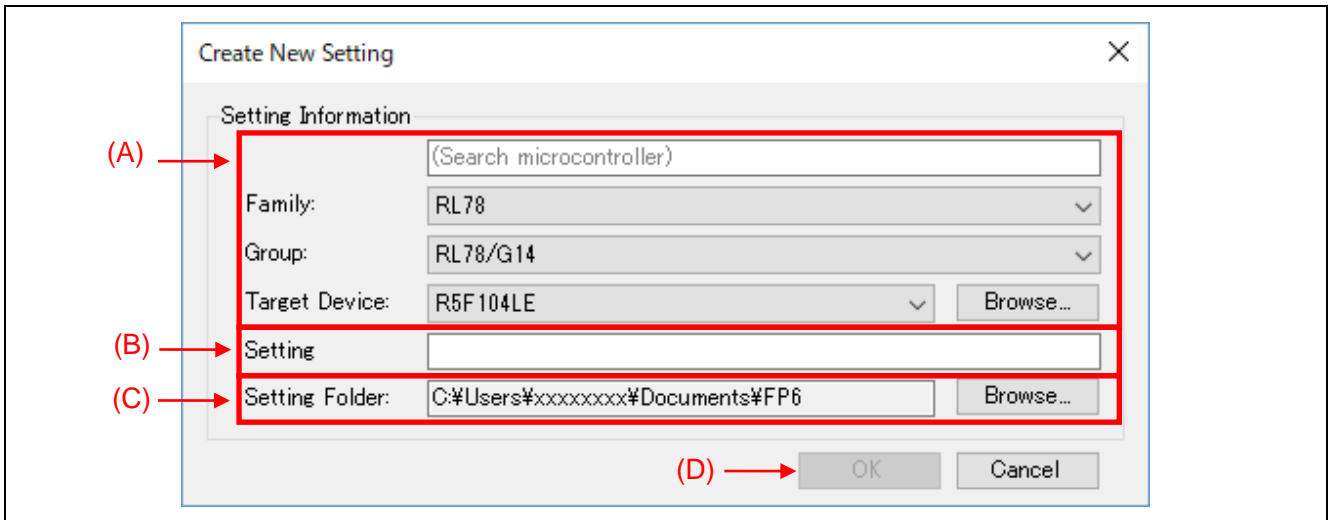 Create New Setting
Setting Information
(A)
(Search microcontroller)
Family: RL78
Group: RL78/G14
Target Device: R5F104LE Browse...
(B) Setting
(C) Setting Folder: C:¥Users¥xxxxxxxx¥Documents¥FP6 Browse...
(D) OK Cancel